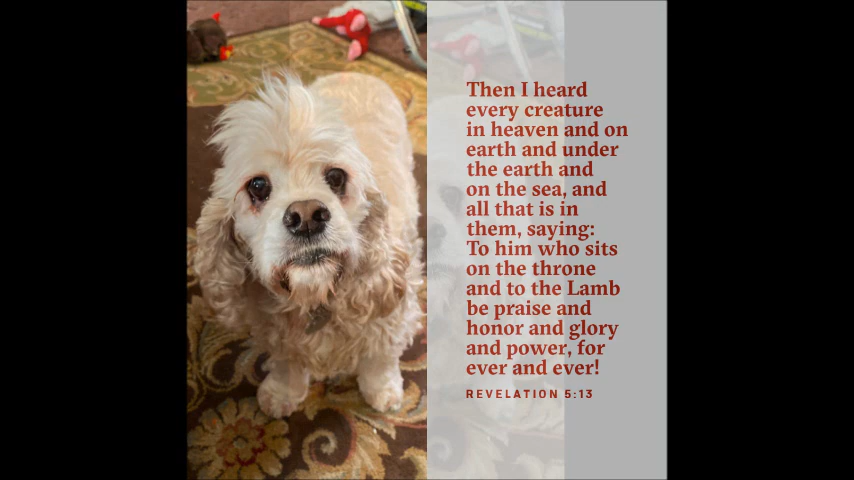 Then I heard
every creature
in heaven and on
earth and under
the earth and
on the sea, and
all that is in
them, saying:
To him who sits
on the throne
and to the Lamb
be praise and
honor and glory
and power, for
ever and ever!
REVELATION 5:13